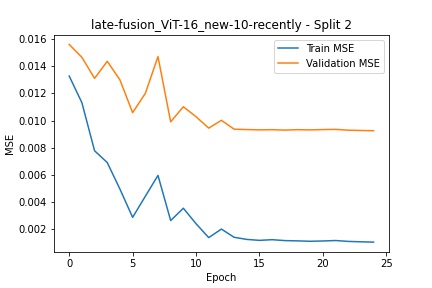 late-fusion_ViT-16_new-10-recently - Split 2
Train MSE
Validation MSE
0.016
0.014
0.012
0.010
0.008
0.006
0.004
0.002
MSE
0 5 10 15 20 25
Epoch